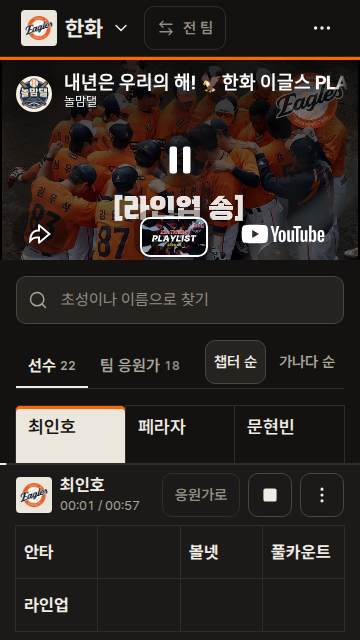 Eagles
한화
전 팀
내년은 우리의 해! 🦅한화 이글스 PLA
놀맘탤
Eagles
[라인업 송]
PLAYLIST
YouTube
초성이나 이름으로 찾기
선수 22
팀 응원가 18
챕터 순
가나다 순
최인호
페라자
문현빈
Eagles
최인호
00:01 / 00:57
응원가로
안타
볼넷
풀카운트
라인업